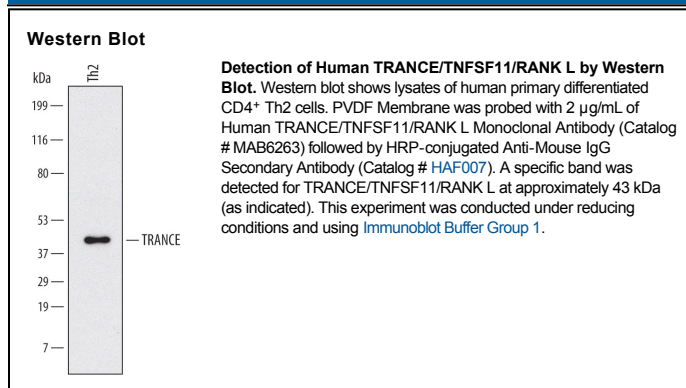 Western Blot
kDa
Th2
199
116
80
53
37
29
19
7
TRANCE
Detection of Human TRANCE/TNFSF11/RANK L by Western
Blot. Western blot shows lysates of human primary differentiated
CD4+ Th2 cells. PVDF Membrane was probed with 2 µg/mL of
Human TRANCE/TNFSF11/RANK L Monoclonal Antibody (Catalog
# MAB6263) followed by HRP-conjugated Anti-Mouse IgG
Secondary Antibody (Catalog # HAF007). A specific band was
detected for TRANCE/TNFSF11/RANK L at approximately 43 kDa
(as indicated). This experiment was conducted under reducing
conditions and using Immunoblot Buffer Group 1.